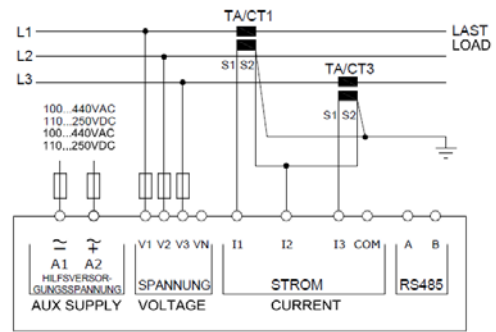 TA/CT1
L1
LAST
L2
LOAD
S1 S2
TA/CT3
L3
100...440VAC
110...250VDC
100...440VAC
110...250VDC
S1 S2
~ ~
- +
V1 V2 V3 VN I1 I2 I3 COM A B
A1 A2
HILFSVERSOR-
GUNGSSPANNUNG
SPANNUNG STROM RS485
AUX SUPPLY VOLTAGE CURRENT